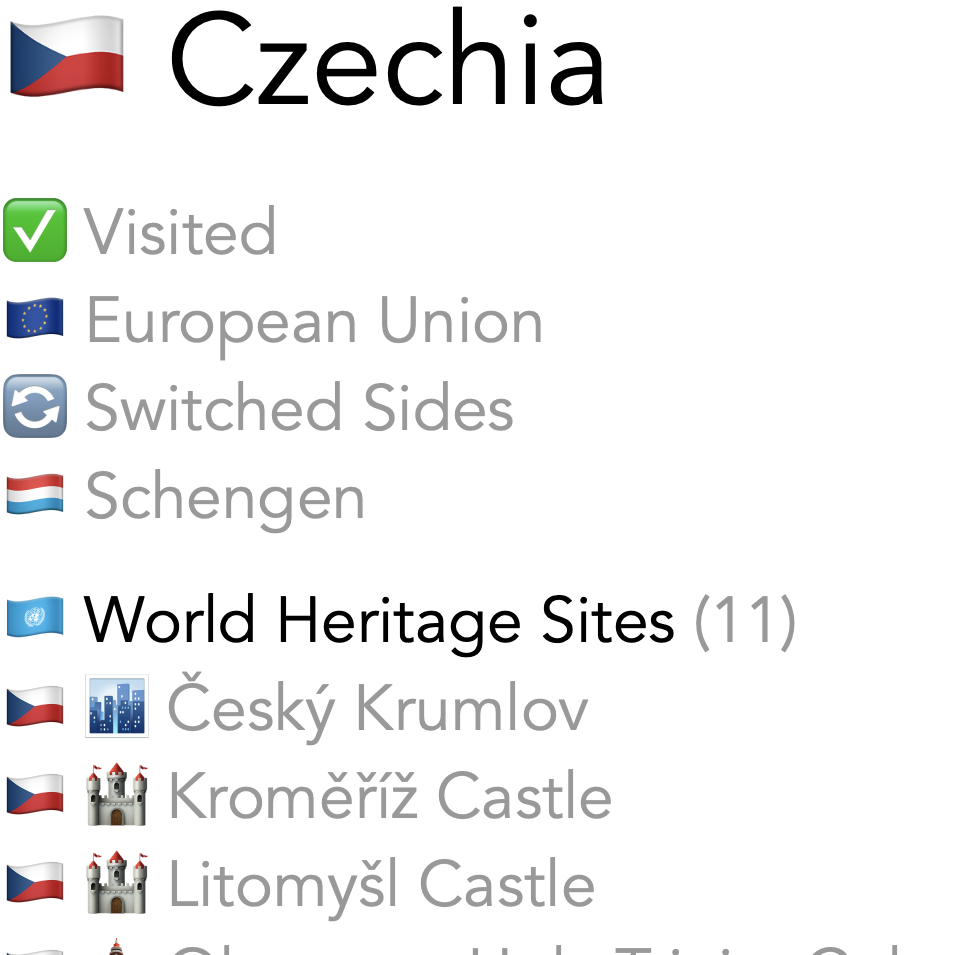 Czechia
Visited
European Union
Switched Sides
Schengen
World Heritage Sites (11)
Český Krumlov
Kroměříž Castle
Litomyšl Castle